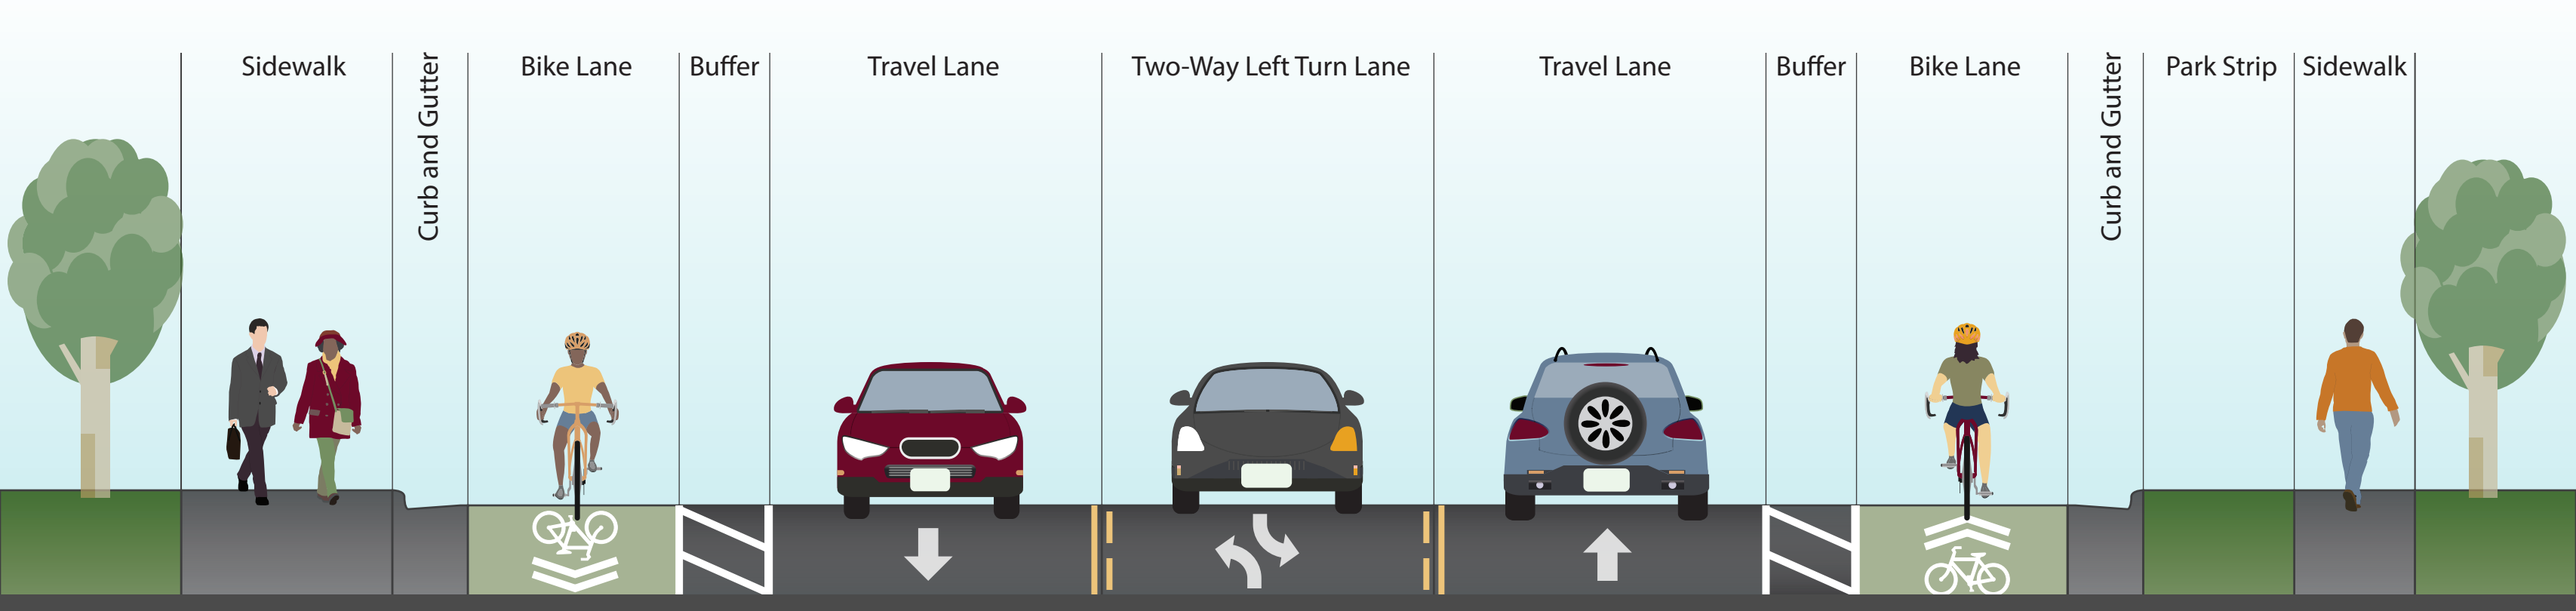 Sidewalk
Curb and Gutter
Bike Lane
Buffer
Travel Lane
Two-Way Left Turn Lane
Travel Lane
Buffer
Bike Lane
Curb and Gutter
Park Strip
Sidewalk